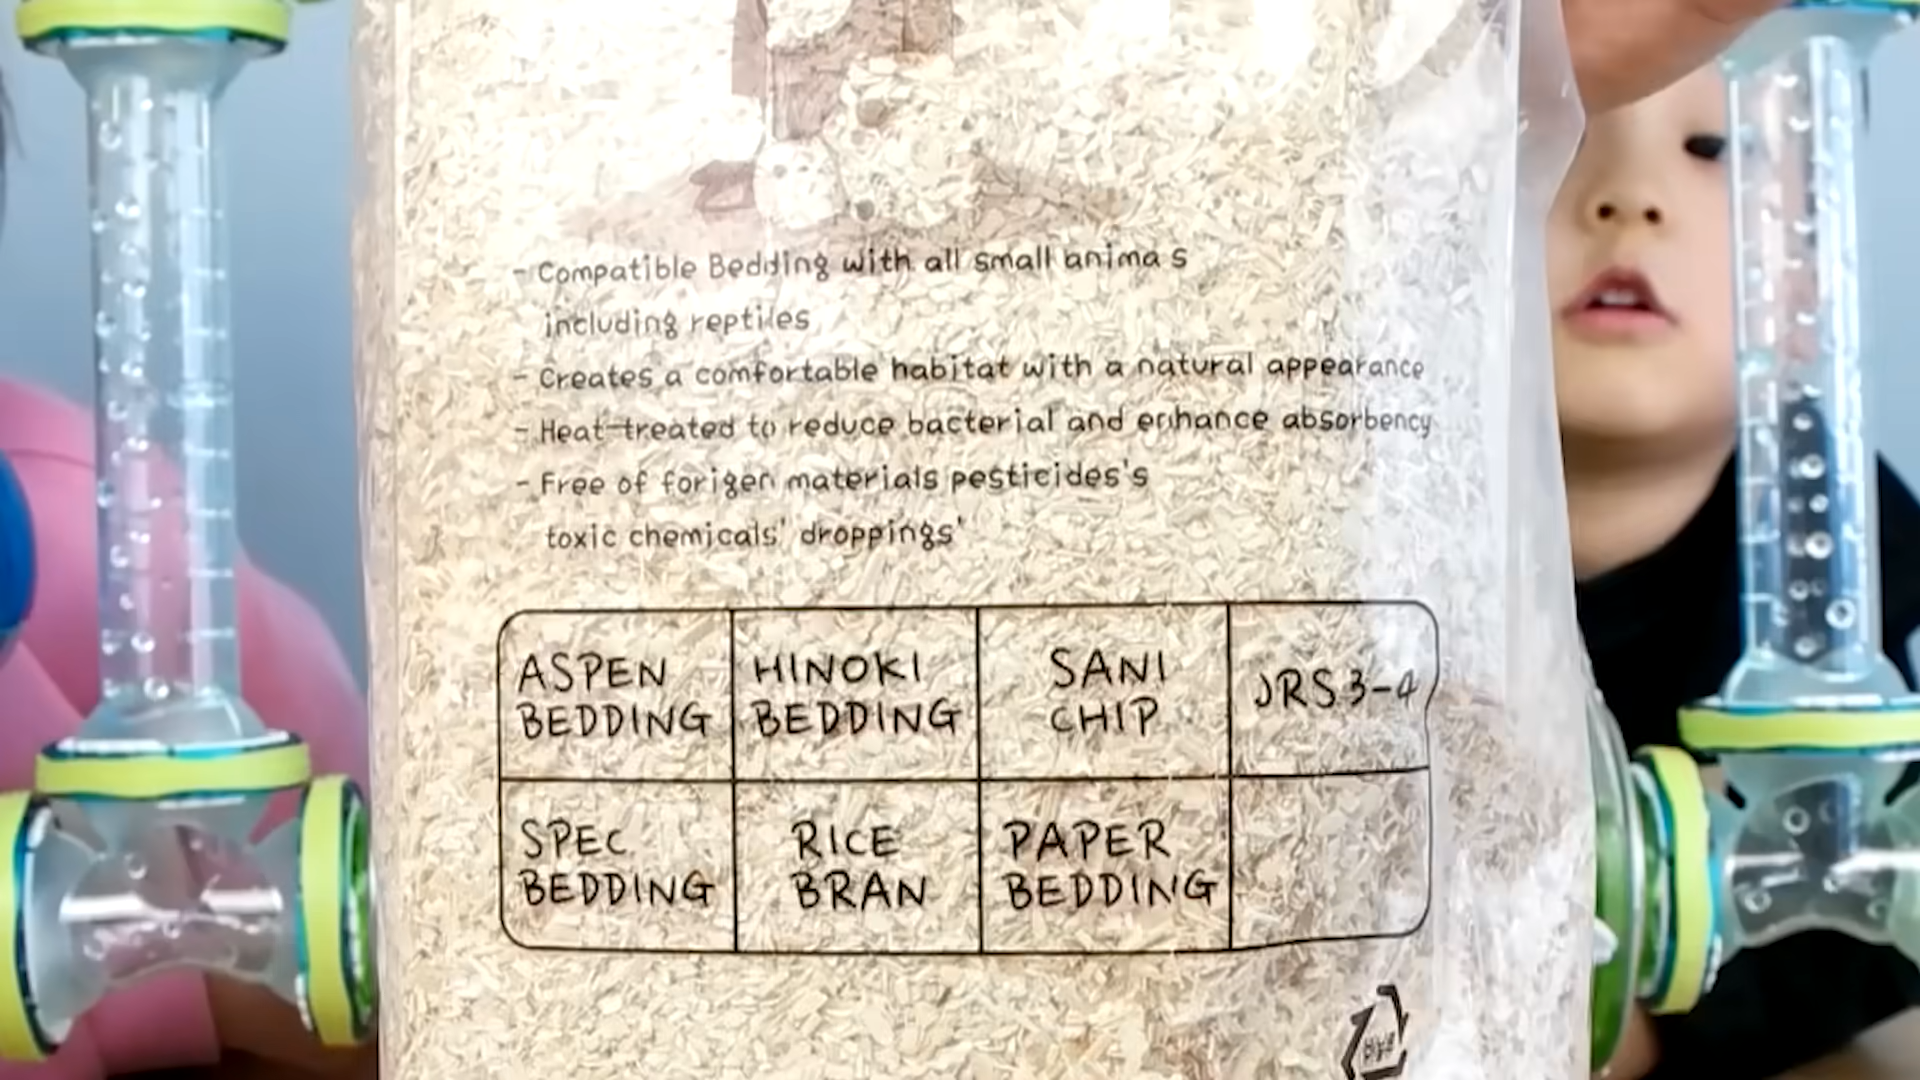 - Compatible Bedding with all small anima s
including reptiles
- Creates a comfortable habitat with a natural appearance
- Heat-treated to reduce bacterial and enhance absorbency
- Free of forigen materials pesticides's
toxic chemicals' droppings'
ASPEN
BEDDING
HINOKI
BEDDING
SANI
CHIP
JRS 3-4
SPEC
BEDDING
RICE
BRAN
PAPER
BEDDING